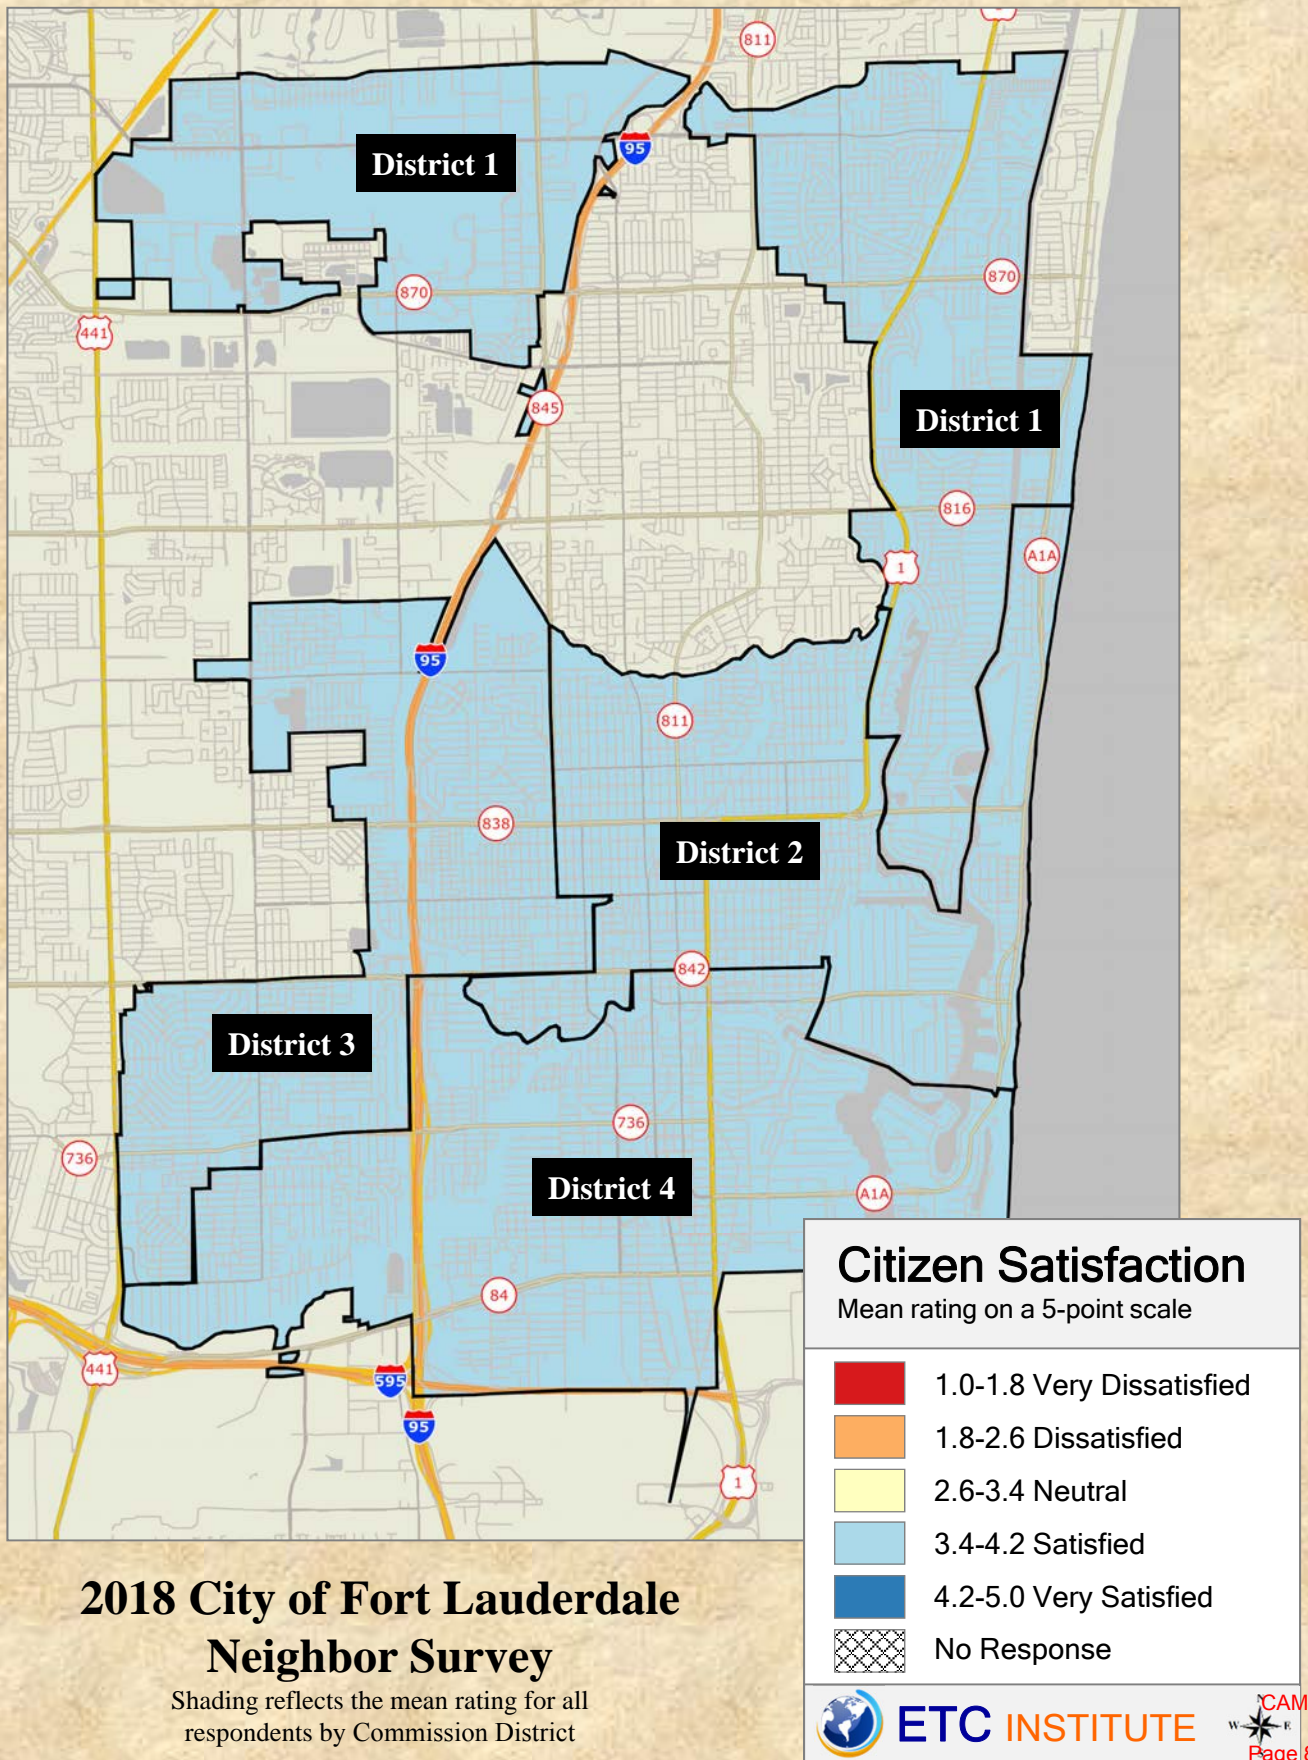 811
District 1
95
870
870
441
845
District 1
816
A1A
1
95
811
838
District 2
842
District 3
736
736
District 4
A1A
84
441
595
95
1
Citizen Satisfaction
Mean rating on a 5-point scale
1.0-1.8 Very Dissatisfied
1.8-2.6 Dissatisfied
2.6-3.4 Neutral
3.4-4.2 Satisfied
4.2-5.0 Very Satisfied
No Response
2018 City of Fort Lauderdale
Neighbor Survey
Shading reflects the mean rating for all
respondents by Commission District
ETC INSTITUTE
W E
CAM
Page 8